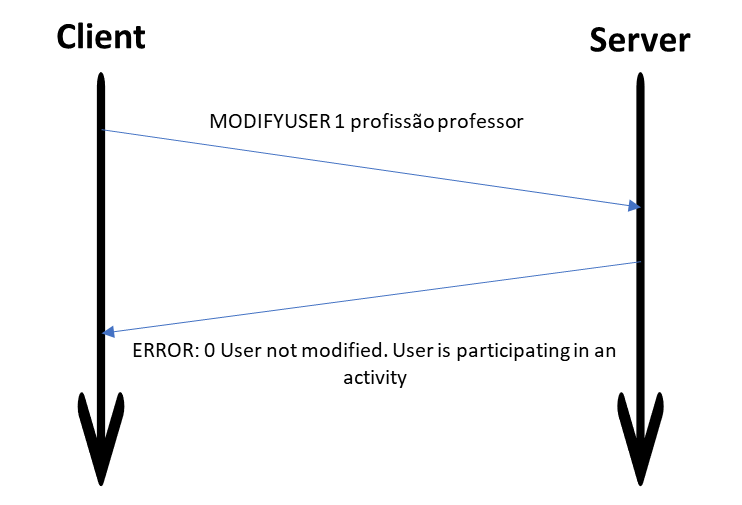 Client
Server
MODIFYUSER 1 profissão professor
ERROR: 0 User not modified. User is participating in an
activity